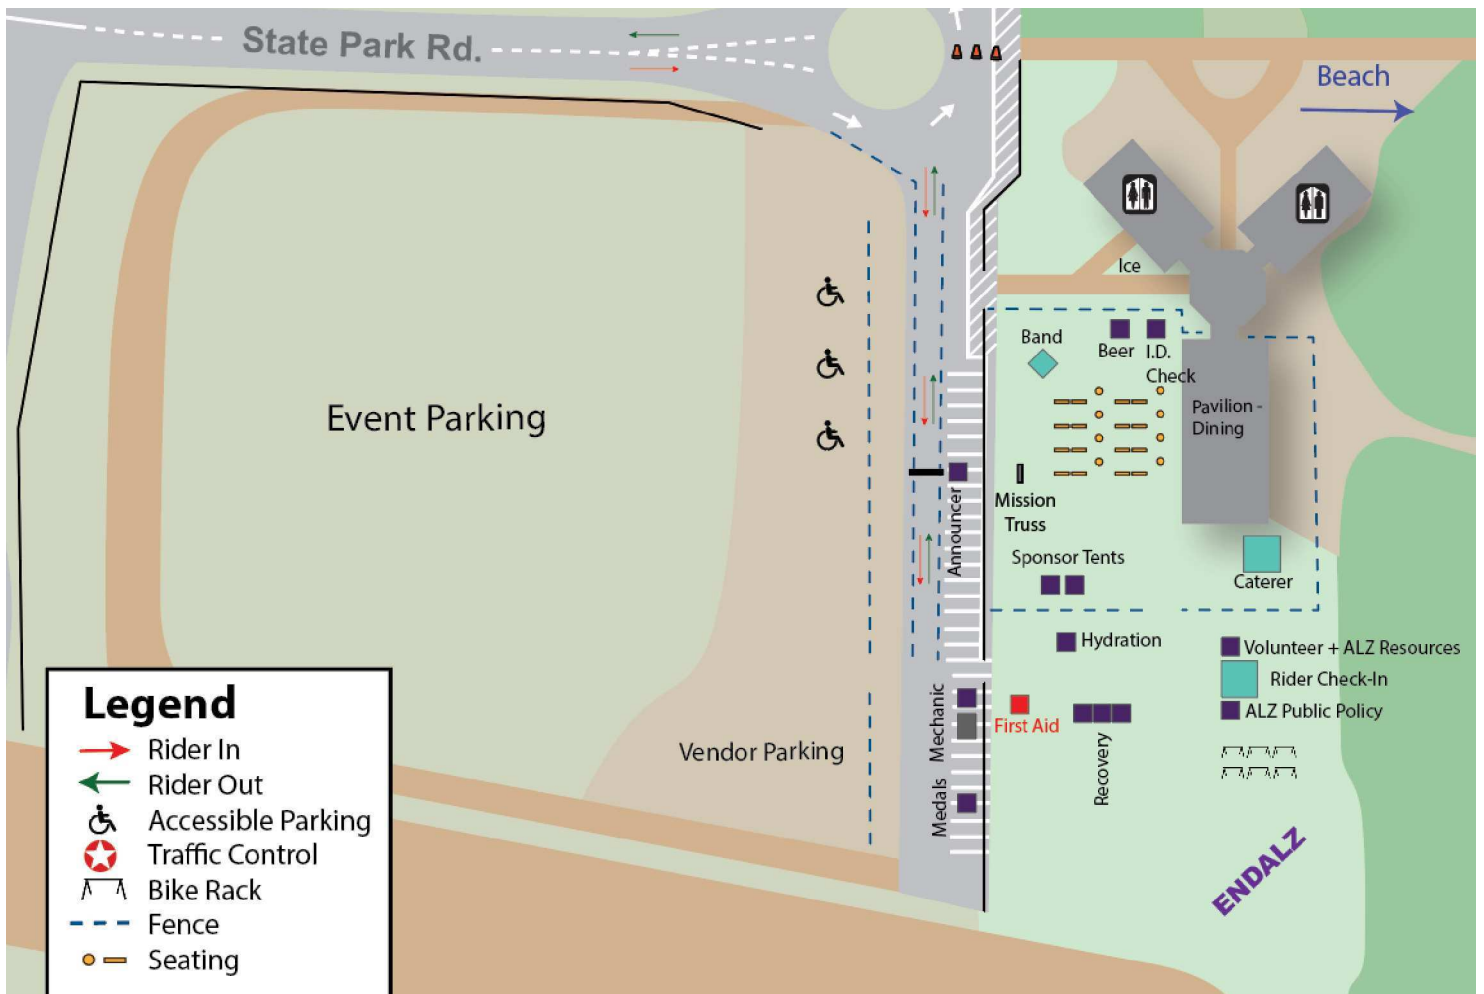 State Park Rd.
Beach
Ice
Band
Beer
I.D.
Check
Pavilion -
Dining
Event Parking
Announcer
Mission
Truss
Sponsor Tents
Caterer
Hydration
Volunteer + ALZ Resources
Rider Check-In
ALZ Public Policy
Mechanic
First Aid
Recovery
Vendor Parking
Medals
ENDALZ
Legend
Rider In
Rider Out
Accessible Parking
Traffic Control
Bike Rack
Fence
Seating